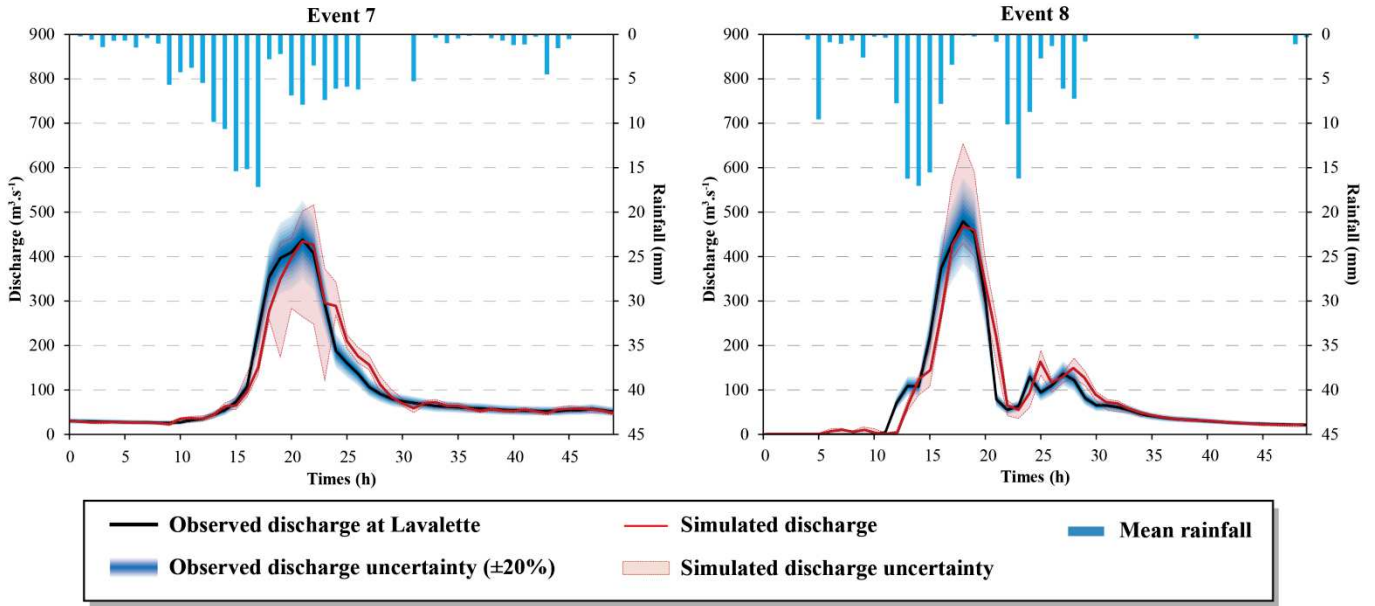 Event 7
900
800
700
600
500
400
300
200
100
0
Discharge (m³.s⁻¹)
0
5
10
15
20
25
30
35
40
45
Rainfall (mm)
0 5 10 15 20 25 30 35 40 45
Times (h)
Event 8
900
800
700
600
500
400
300
200
100
0
Discharge (m³.s⁻¹)
0
5
10
15
20
25
30
35
40
45
Rainfall (mm)
0 5 10 15 20 25 30 35 40 45
Times (h)
Observed discharge at Lavalette
Simulated discharge
Mean rainfall
Observed discharge uncertainty (±20%)
Simulated discharge uncertainty